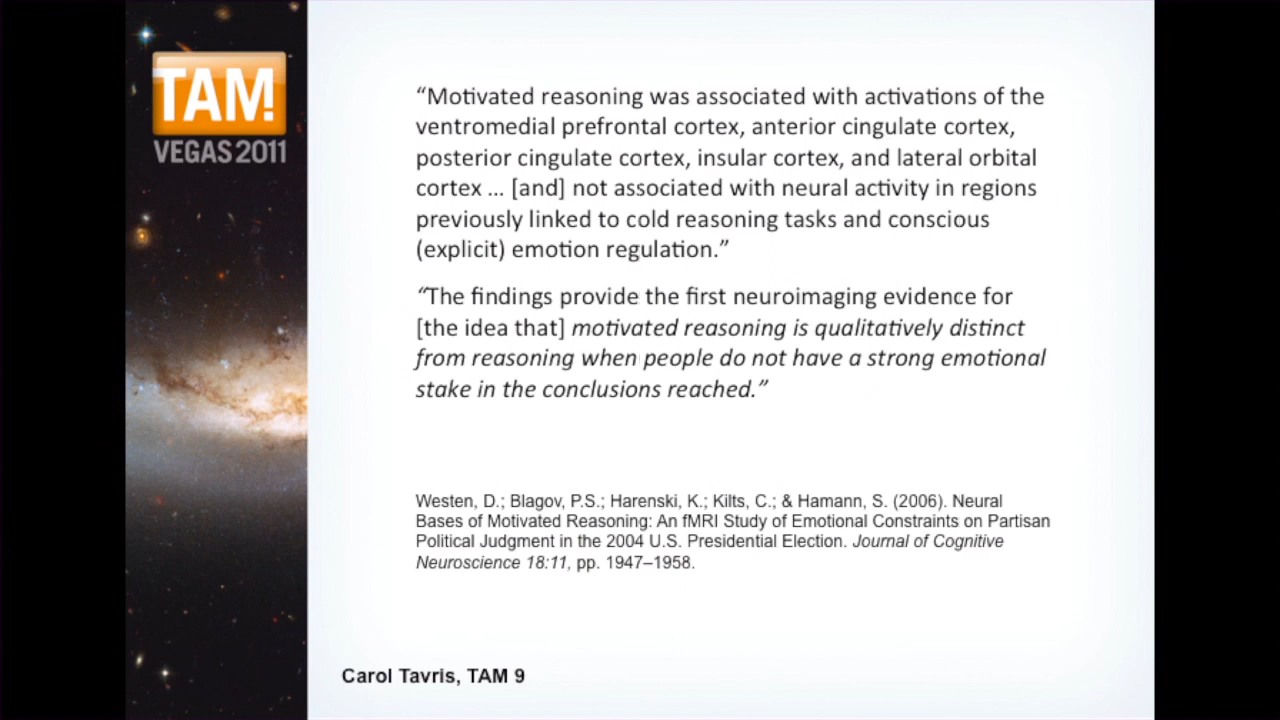 TAM!
VEGAS 2011
“Motivated reasoning was associated with activations of the
ventromedial prefrontal cortex, anterior cingulate cortex,
posterior cingulate cortex, insular cortex, and lateral orbital
cortex … [and] not associated with neural activity in regions
previously linked to cold reasoning tasks and conscious
(explicit) emotion regulation.”
“The findings provide the first neuroimaging evidence for
[the idea that] motivated reasoning is qualitatively distinct
from reasoning when people do not have a strong emotional
stake in the conclusions reached.”
Westen, D.; Blagov, P.S.; Harenski, K.; Kilts, C.; & Hamann, S. (2006). Neural
Bases of Motivated Reasoning: An fMRI Study of Emotional Constraints on Partisan
Political Judgment in the 2004 U.S. Presidential Election. Journal of Cognitive
Neuroscience 18:11, pp. 1947–1958.
Carol Tavris, TAM 9